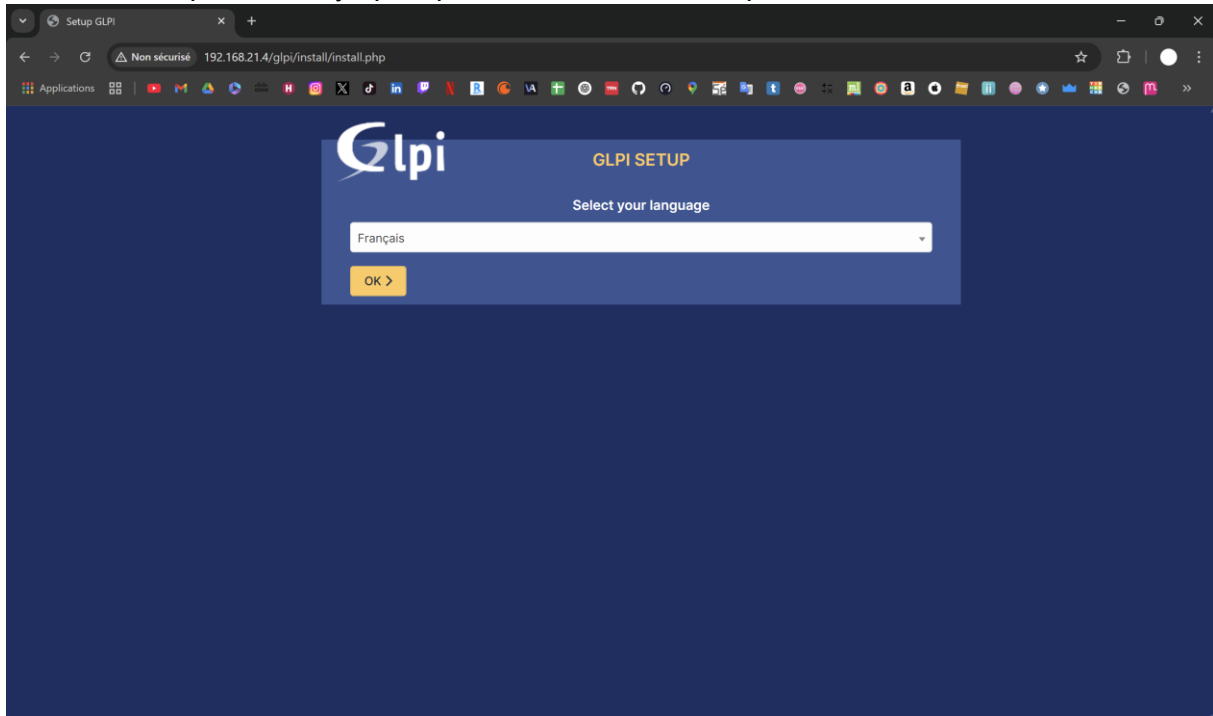 Setup GLPI
Non sécurisé 192.168.21.4/glpi/install/install.php
Applications
Glpi
GLPI SETUP
Select your language
Français
OK >